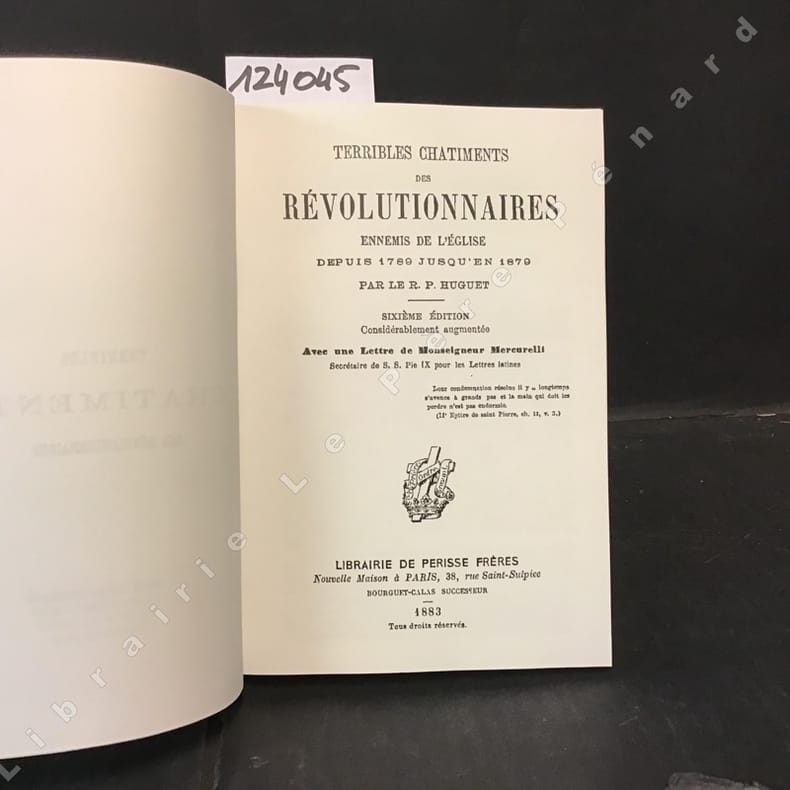 124045
TERRIBLES CHATIMENTS
DES
RÉVOLUTIONNAIRES
ENNEMIS DE L'ÉGLISE
DEPUIS 1789 JUSQU'EN 1879
PAR LE R. P. HUGUET
SIXIÈME ÉDITION
Considérablement augmentée
Avec une Lettre de Monseigneur Mercurelli
Secrétaire de S. S. Pie IX pour les Lettres latines
Leur condamnation résolue il y a longtemps
s'avance à grands pas et la main qui doit les
perdre n'est pas endormie.
(IIe Epître de saint Pierre, ch. II, v. 3.)
Ordre
LIBRAIRIE DE PERISSE FRÈRES
Nouvelle Maison à PARIS, 38, rue Saint-Sulpice
BOURGUET-CALAS SUCCESSEUR
1883
Tous droits réservés.
Librairie Le Père Pénard